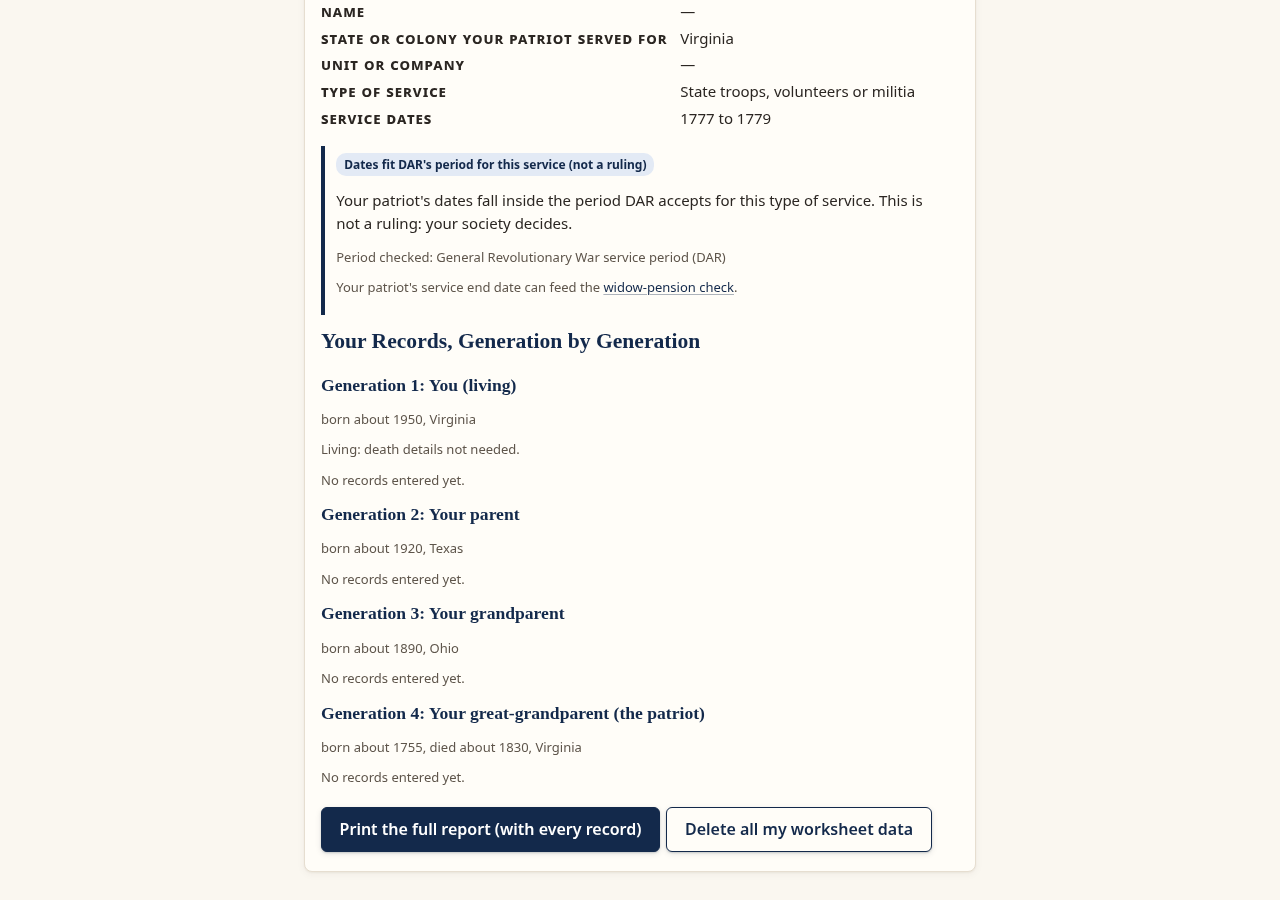 NAME —
STATE OR COLONY YOUR PATRIOT SERVED FOR Virginia
UNIT OR COMPANY —
TYPE OF SERVICE State troops, volunteers or militia
SERVICE DATES 1777 to 1779
Dates fit DAR's period for this service (not a ruling)
Your patriot's dates fall inside the period DAR accepts for this type of service. This is
not a ruling: your society decides.
Period checked: General Revolutionary War service period (DAR)
Your patriot's service end date can feed the widow-pension check.
Your Records, Generation by Generation
Generation 1: You (living)
born about 1950, Virginia
Living: death details not needed.
No records entered yet.
Generation 2: Your parent
born about 1920, Texas
No records entered yet.
Generation 3: Your grandparent
born about 1890, Ohio
No records entered yet.
Generation 4: Your great-grandparent (the patriot)
born about 1755, died about 1830, Virginia
No records entered yet.
Print the full report (with every record) Delete all my worksheet data